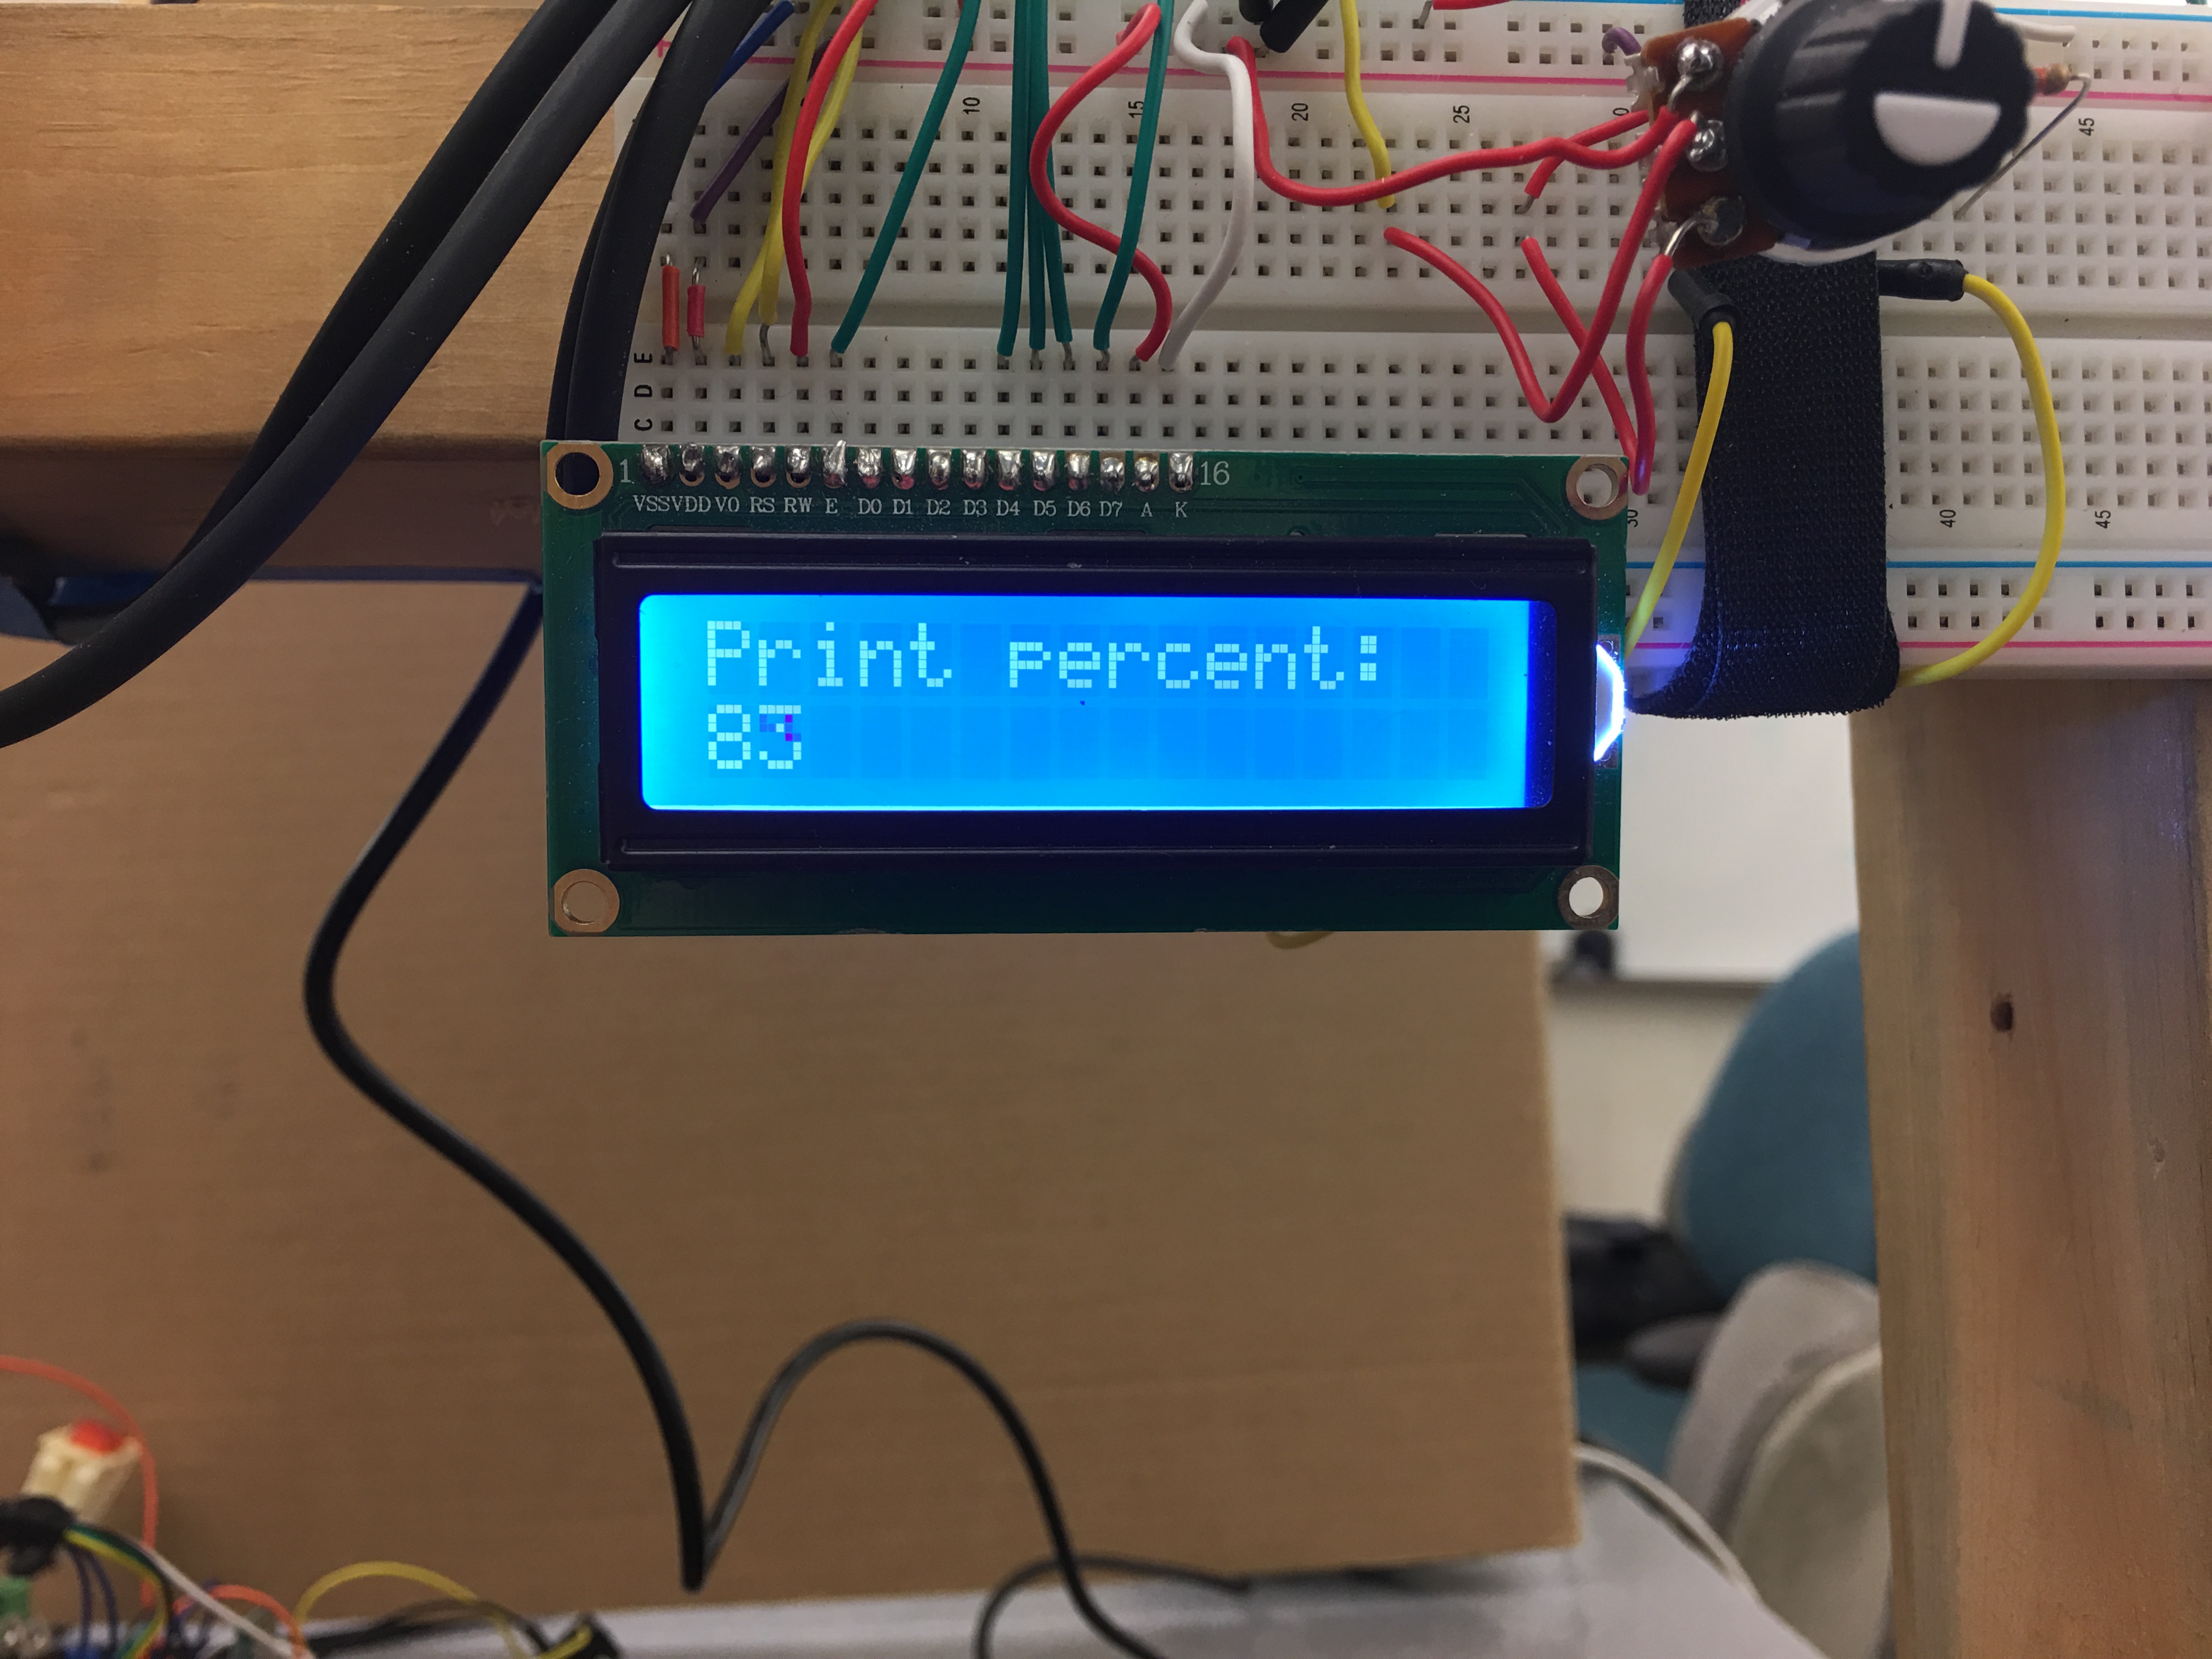 10 15 20 25 45
E
D
C
1 16
VSS VDD V0 RS RW E D0 D1 D2 D3 D4 D5 D6 D7 A K
30 40 45
Print percent:
83